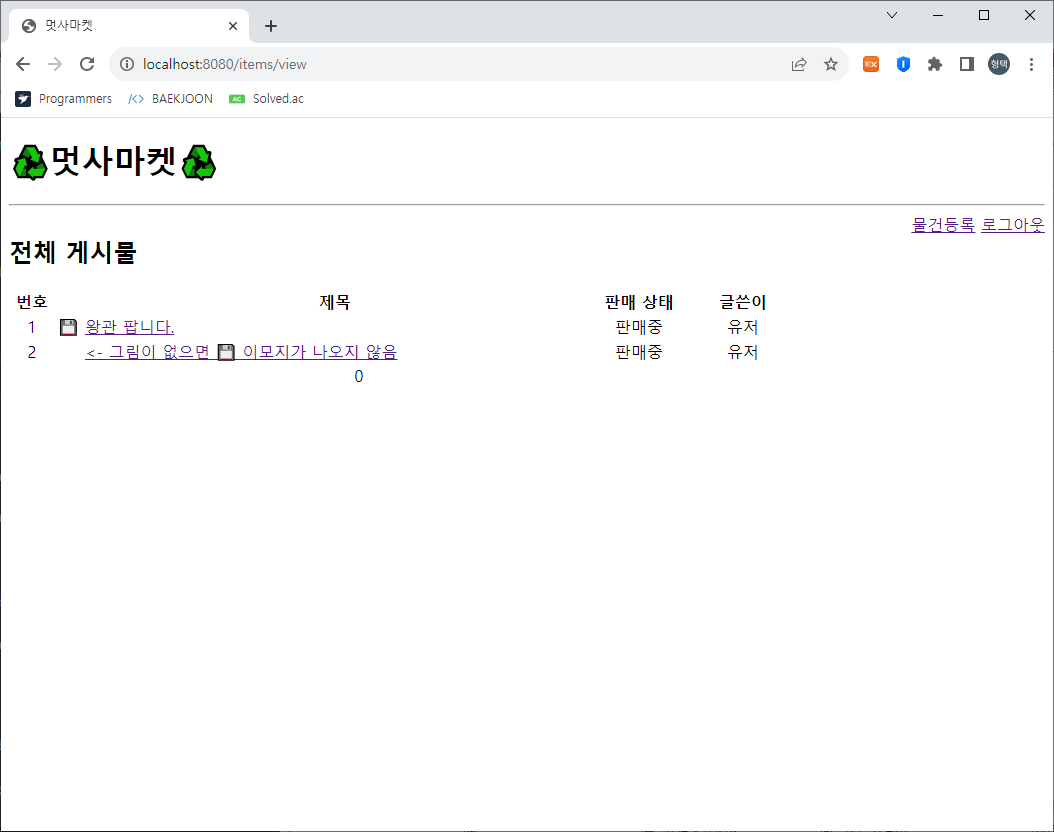 멋사마켓
localhost:8080/items/view
형택
Programmers </> BAEKJOON AC Solved.ac
♻멋사마켓♻
물건등록 로그아웃
전체 게시물
번호 제목 판매 상태 글쓴이
1 💾 왕관 팝니다. 판매중 유저
2 <- 그림이 없으면 💾 이모지가 나오지 않음 판매중 유저
0